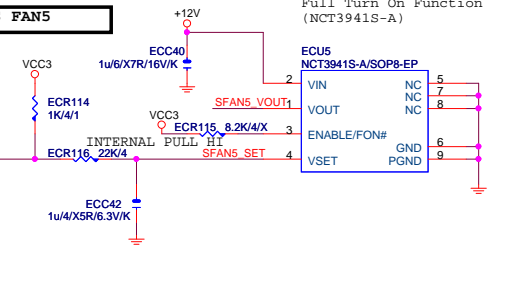 Full Turn On Function
(NCT3941S-A)
FAN5
+12V
ECC40
1u/6/X7R/16V/K
ECU5
NCT3941S-A/SOP8-EP
VCC3
ECR114
1K/4/1
2 VIN NC 5
NC 7
SFAN5_VOUT 1 VOUT NC 8
VCC3
ECR115 8.2K/4/X 3 ENABLE/FON#
INTERNAL PULL HI
GND 6
ECR116 22K/4 SFAN5_SET 4 VSET PGND 9
ECC42
1u/4/X5R/6.3V/K